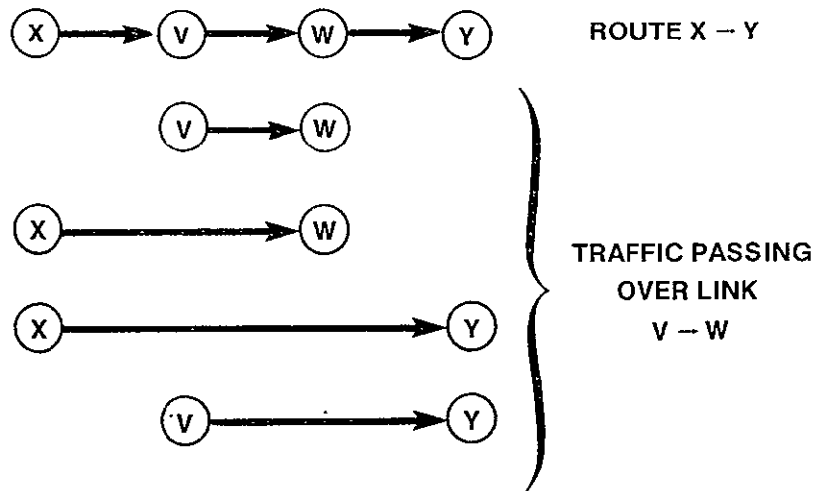 X V W Y ROUTE X → Y
V W
X W
TRAFFIC PASSING
OVER LINK
V → W
X Y
V Y